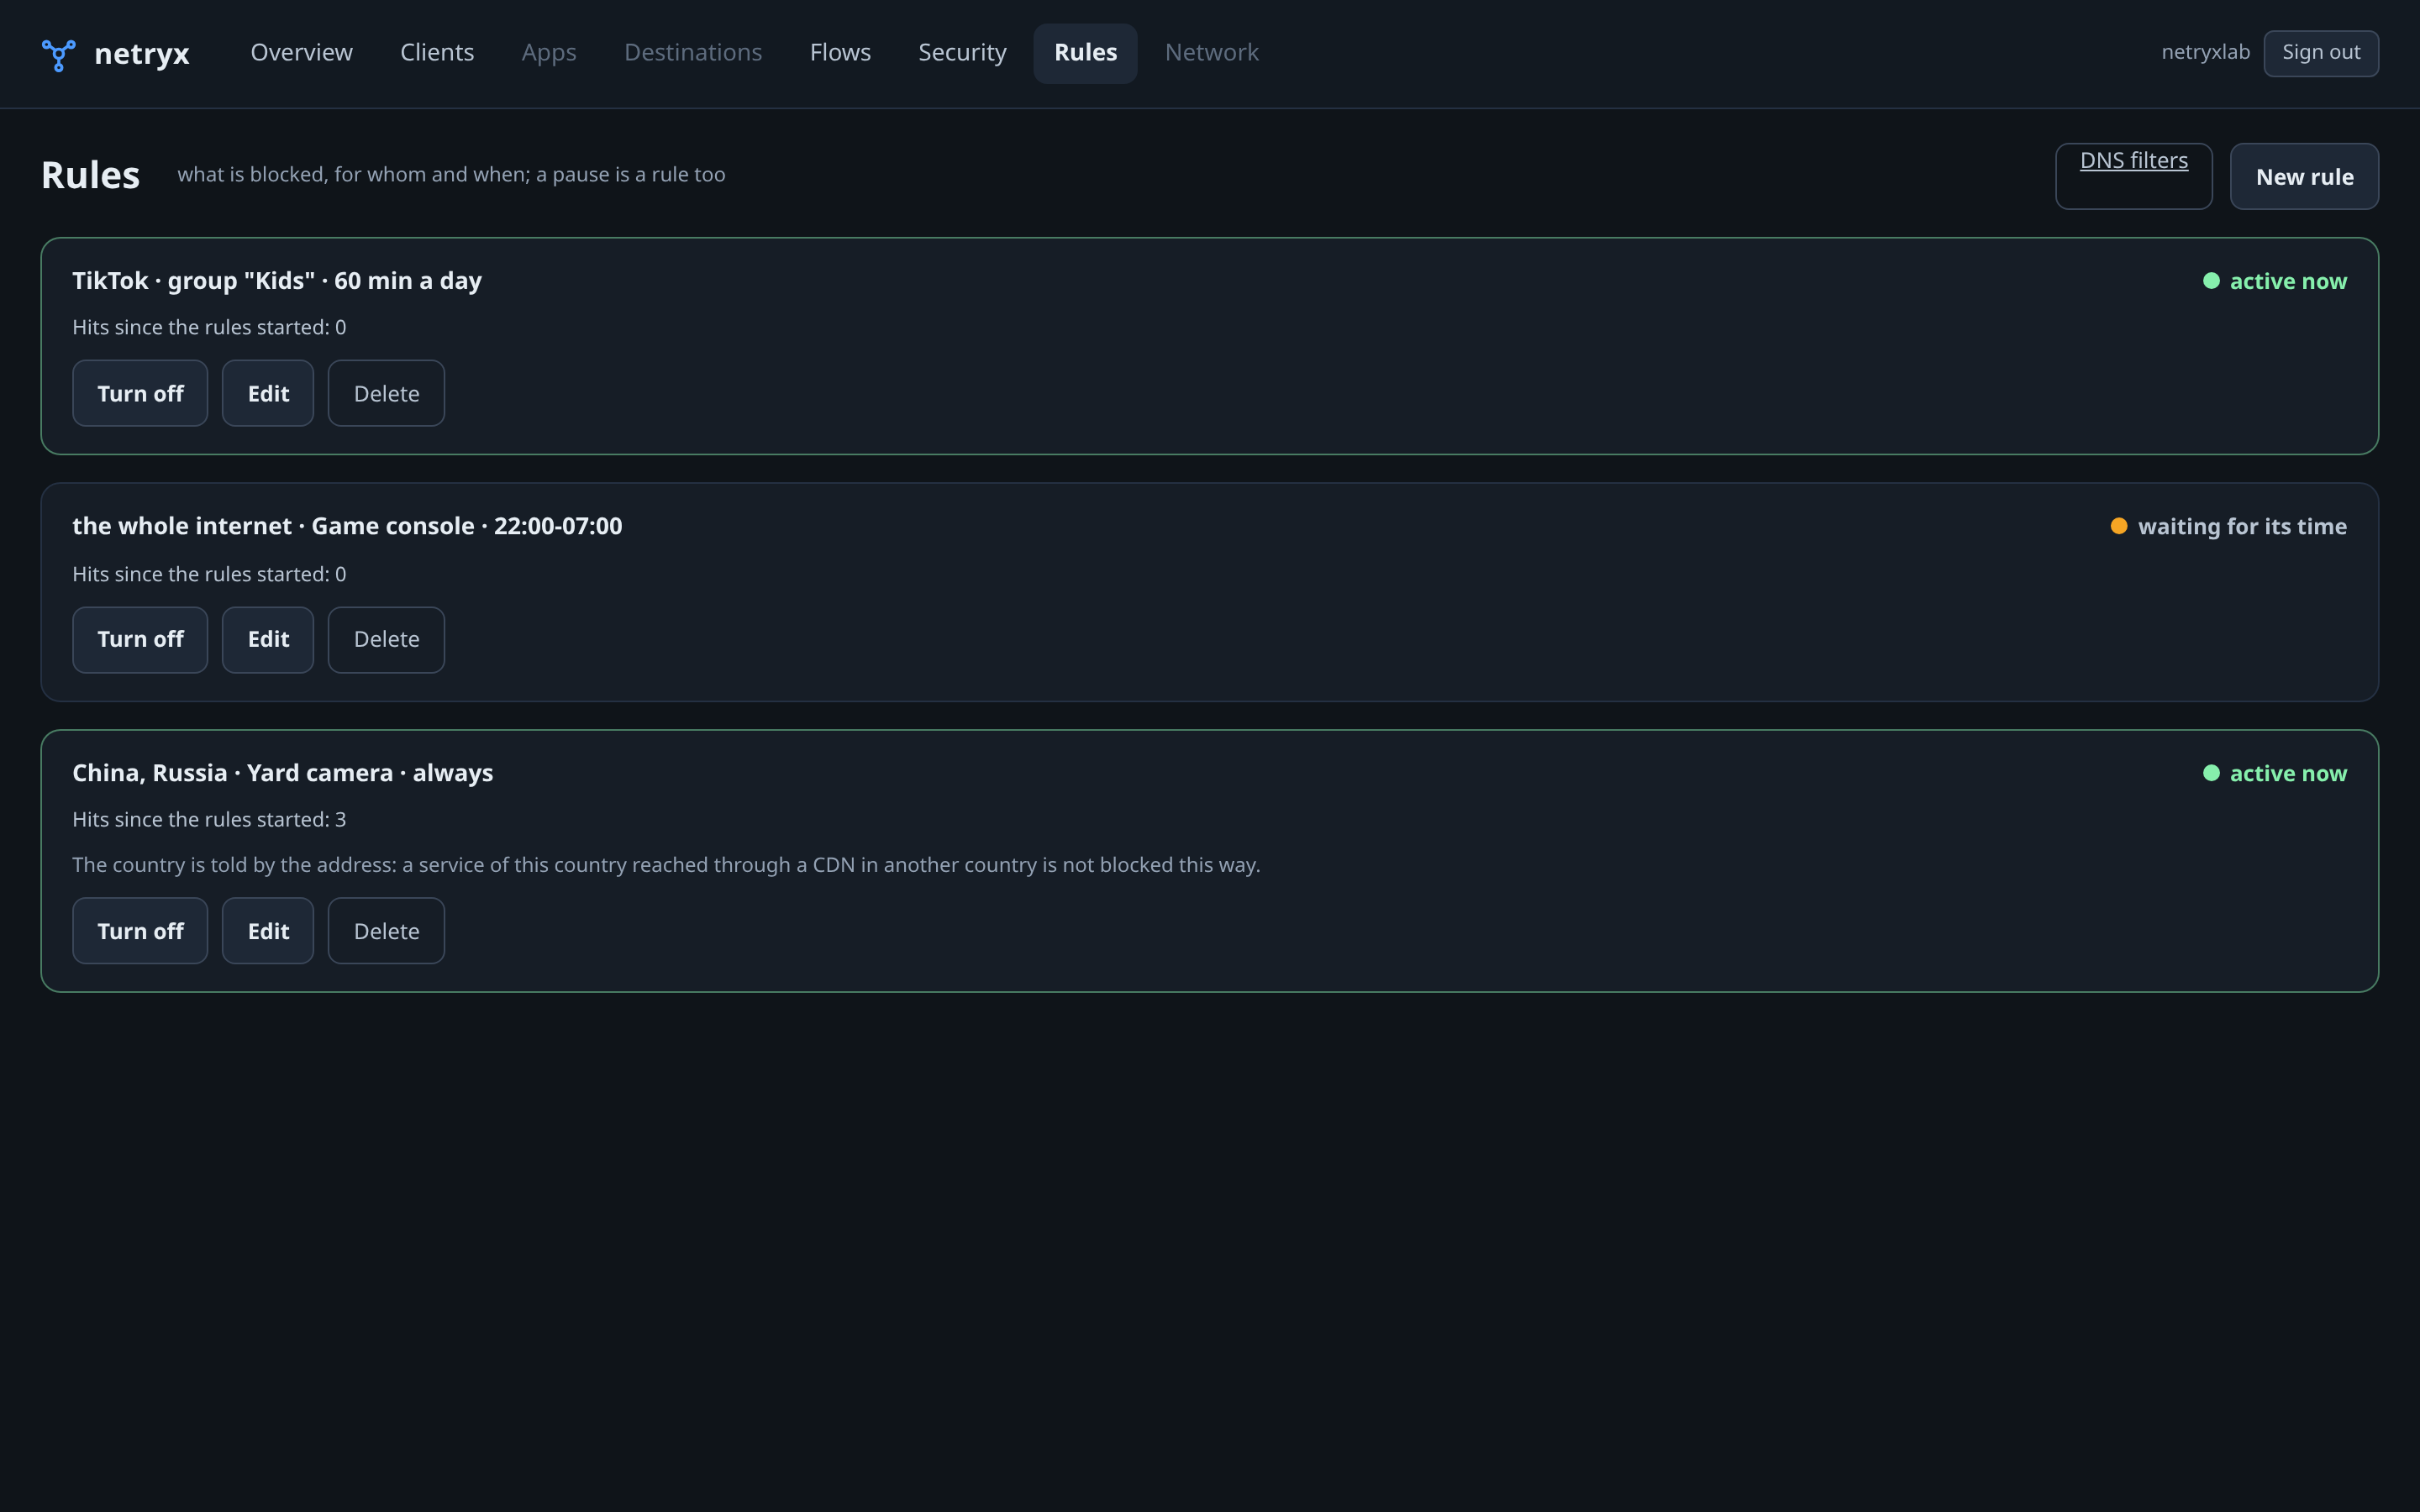 netryx Overview Clients Apps Destinations Flows Security Rules Network netryxlab Sign out
Rules what is blocked, for whom and when; a pause is a rule too DNS filters New rule
TikTok · group "Kids" · 60 min a day active now
Hits since the rules started: 0
Turn off Edit Delete
the whole internet · Game console · 22:00-07:00 waiting for its time
Hits since the rules started: 0
Turn off Edit Delete
China, Russia · Yard camera · always active now
Hits since the rules started: 3
The country is told by the address: a service of this country reached through a CDN in another country is not blocked this way.
Turn off Edit Delete